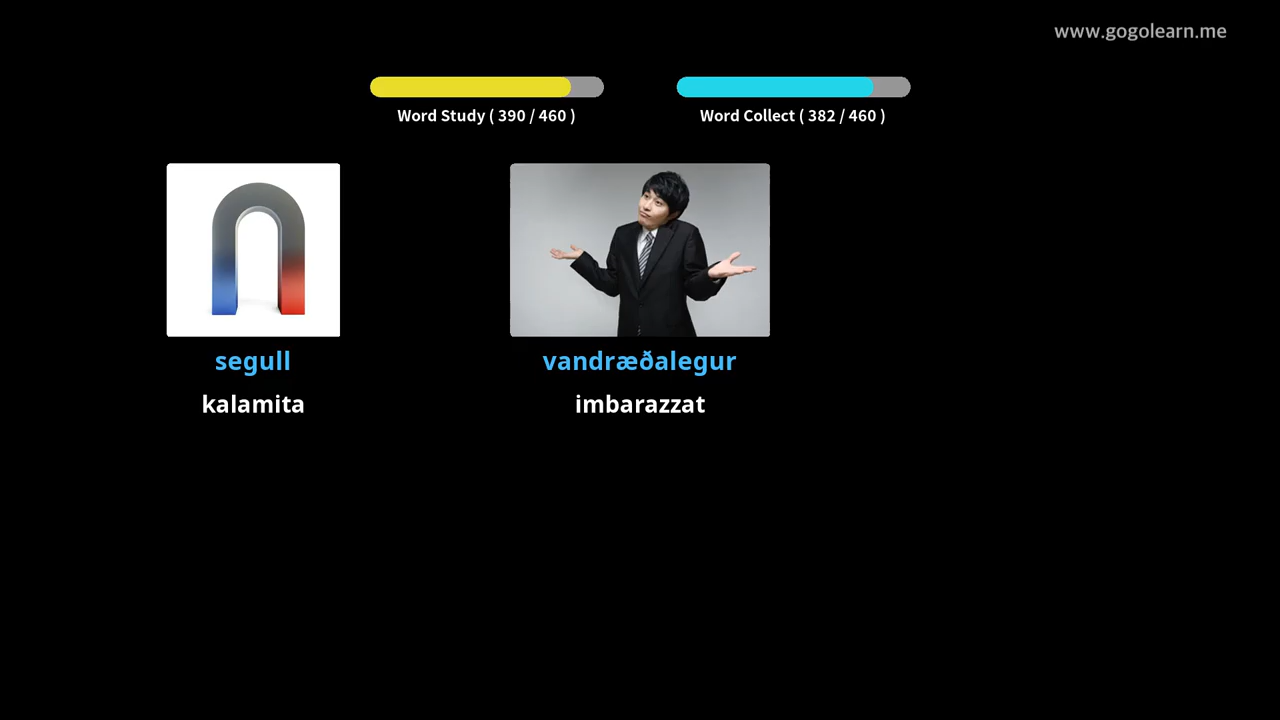 www.gogolearn.me
Word Study ( 390 / 460 )
Word Collect ( 382 / 460 )
segull
vandræðalegur
kalamita
imbarazzat